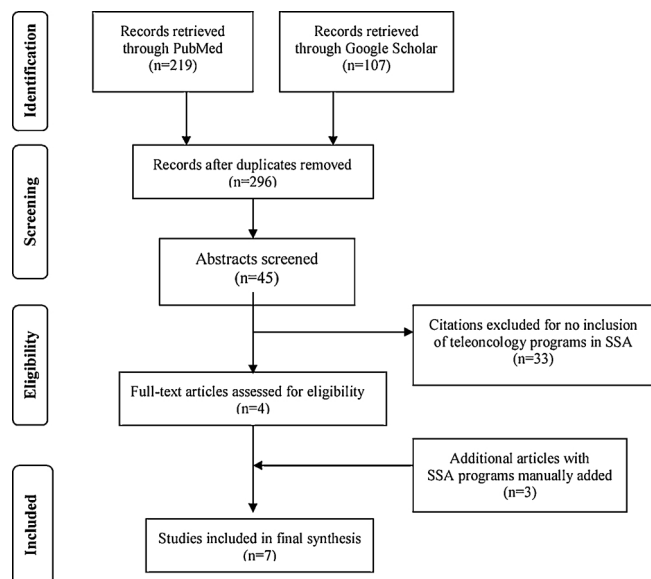 Identification
Records retrieved
through PubMed
(n=219)
Records retrieved
through Google Scholar
(n=107)
Screening
Records after duplicates removed
(n=296)
Abstracts screened
(n=45)
Eligibility
Citations excluded for no inclusion
of teleoncology programs in SSA
(n=33)
Full-text articles assessed for eligibility
(n=4)
Included
Additional articles with
SSA programs manually added
(n=3)
Studies included in final synthesis
(n=7)